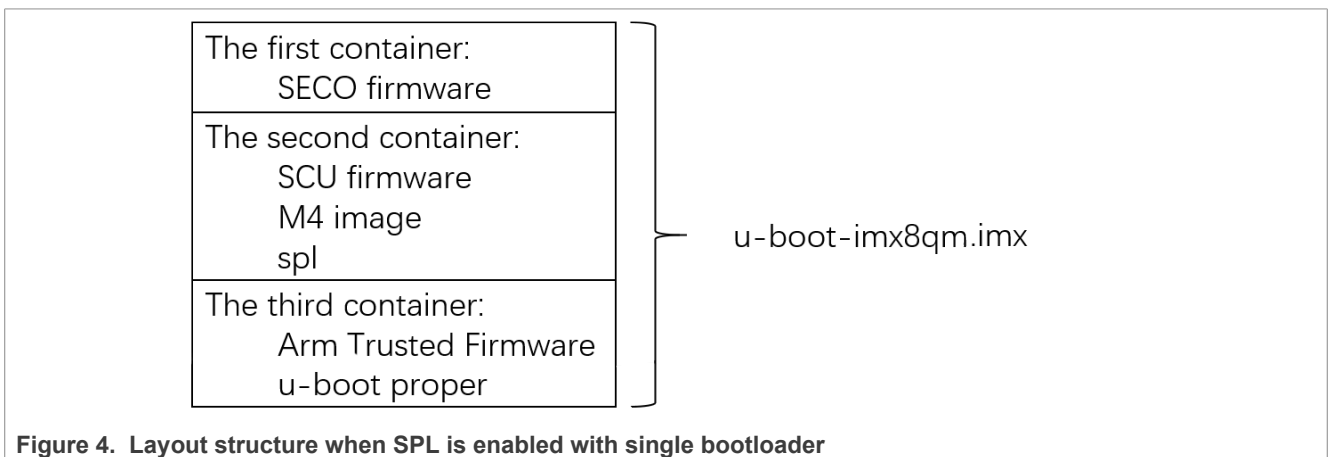 The first container:
SECO firmware
The second container:
SCU firmware
M4 image
spl
The third container:
Arm Trusted Firmware
u-boot proper
u-boot-imx8qm.imx
Figure 4. Layout structure when SPL is enabled with single bootloader